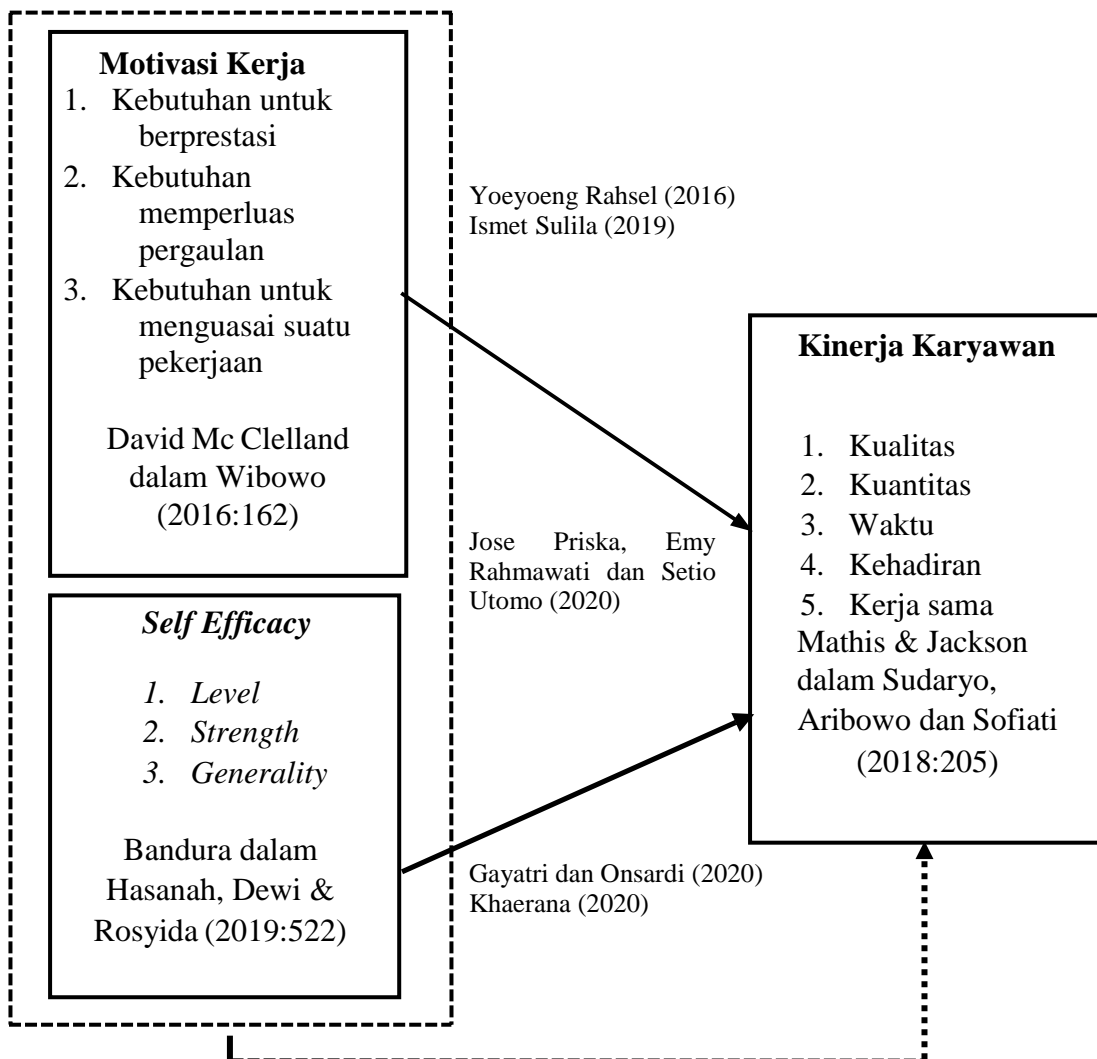 Motivasi Kerja
1. Kebutuhan untuk
berprestasi
2. Kebutuhan
memperluas
pergaulan
3. Kebutuhan untuk
menguasai suatu
pekerjaan
David Mc Clelland
dalam Wibowo
(2016:162)
Self Efficacy
1. Level
2. Strength
3. Generality
Bandura dalam
Hasanah, Dewi &
Rosyida (2019:522)
Yoeyoeng Rahsel (2016)
Ismet Sulila (2019)
Jose Priska, Emy
Rahmawati dan Setio
Utomo (2020)
Gayatri dan Onsardi (2020)
Khaerana (2020)
Kinerja Karyawan
1. Kualitas
2. Kuantitas
3. Waktu
4. Kehadiran
5. Kerja sama
Mathis & Jackson
dalam Sudaryo,
Aribowo dan Sofiati
(2018:205)